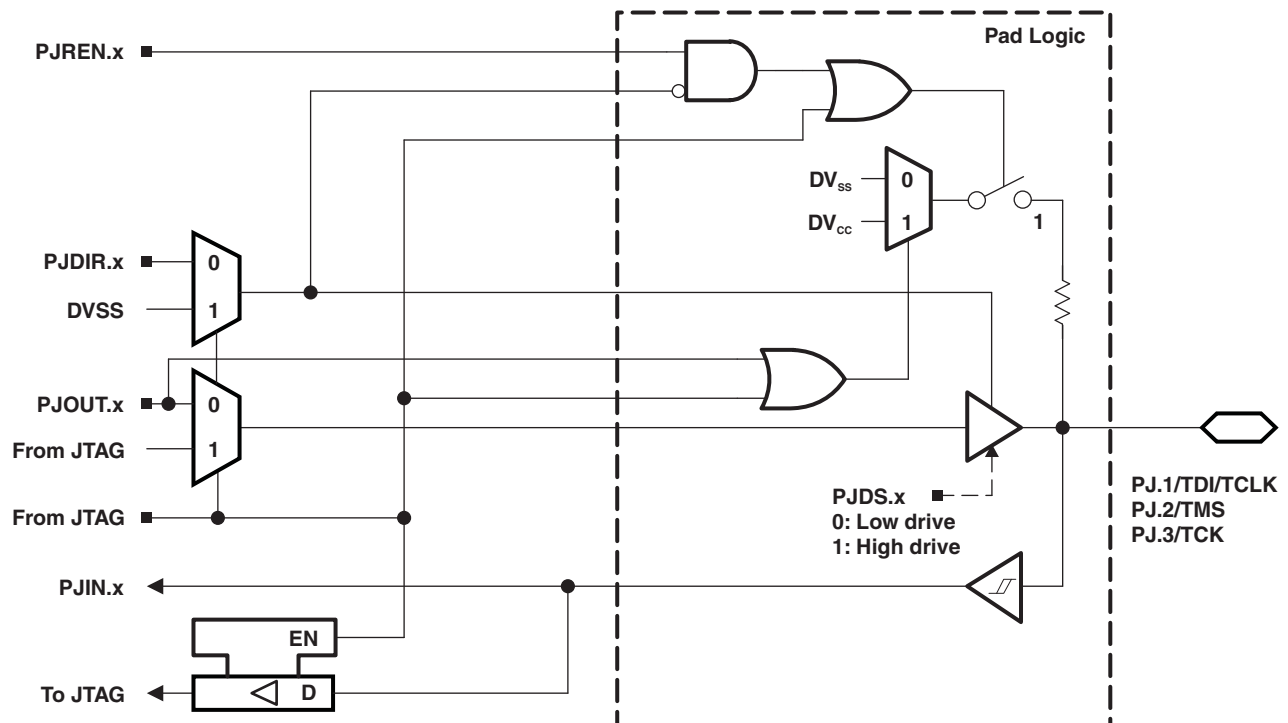 Pad Logic
PJREN.x
DVss
0
DVcc
1
1
PJDIR.x
0
DVSS
1
PJOUT.x
0
From JTAG
1
From JTAG
PJDS.x
0: Low drive
1: High drive
PJ.1/TDI/TCLK
PJ.2/TMS
PJ.3/TCK
PJIN.x
EN
To JTAG
D